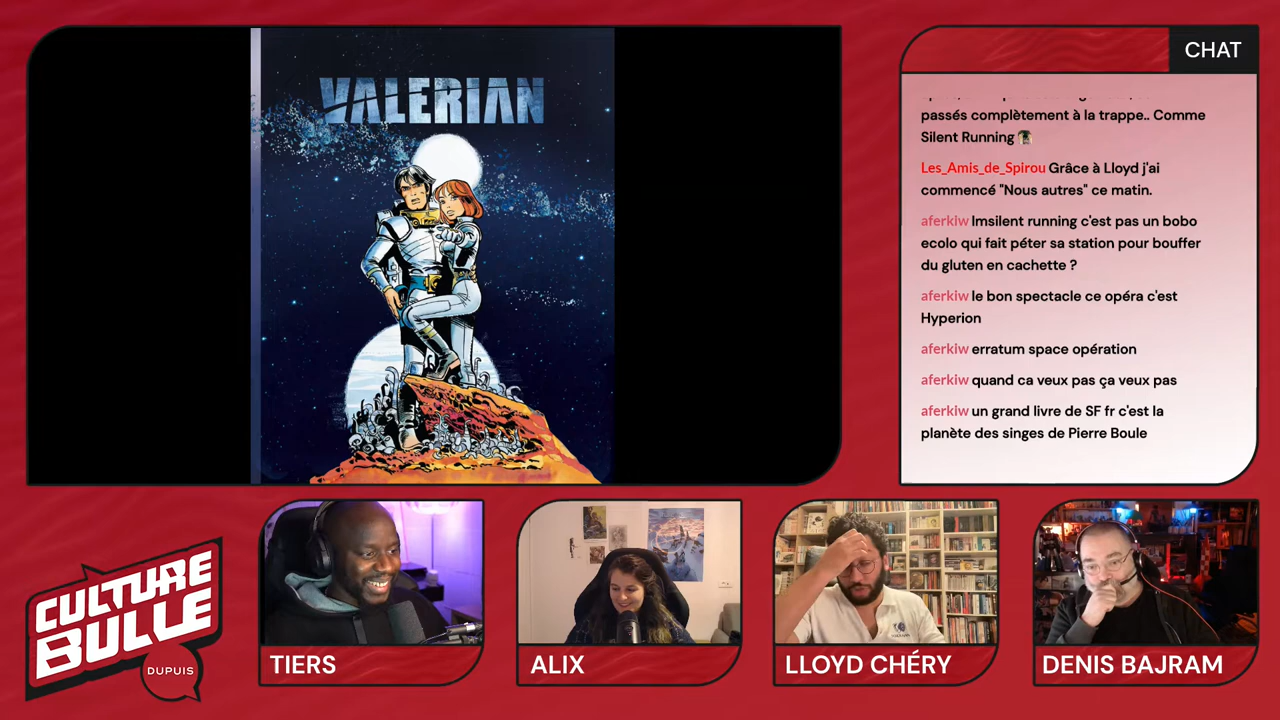 VALERIAN
CHAT
passés complètement à la trappe.. Comme
Silent Running
Les_Amis_de_Spirou Grâce à Lloyd j'ai
commencé "Nous autres" ce matin.
aferkiw lmsilent running c'est pas un bobo
ecolo qui fait péter sa station pour bouffer
du gluten en cachette ?
aferkiw le bon spectacle ce opéra c'est
Hyperion
aferkiw erratum space opération
aferkiw quand ca veux pas ça veux pas
aferkiw un grand livre de SF fr c'est la
planète des singes de Pierre Boule
CULTURE
BULLE
DUPUIS
TIERS
ALIX
LLOYD CHÉRY
DENIS BAJRAM